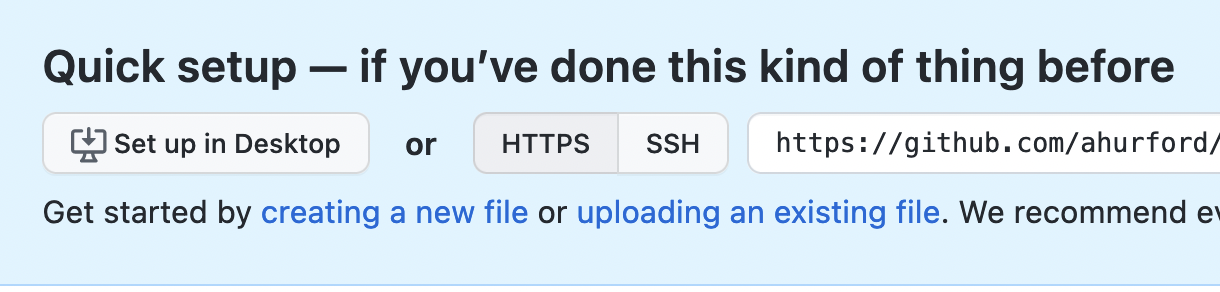 Quick setup — if you’ve done this kind of thing before
Set up in Desktop or HTTPS SSH https://github.com/ahurford/
Get started by creating a new file or uploading an existing file. We recommend